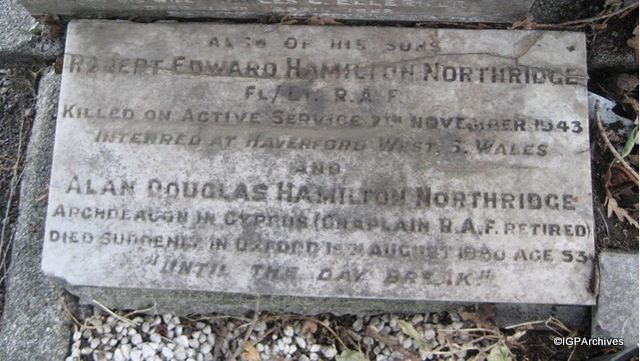 ALSO OF HIS SONS
ROBERT EDWARD HAMILTON NORTHRIDGE
FL/LT. R.A.F.
KILLED ON ACTIVE SERVICE 7TH NOVEMBER 1943
INTERRED AT HAVERFORD WEST S. WALES
AND
ALAN DOUGLAS HAMILTON NORTHRIDGE
ARCHDEACON IN CYPRUS (CHAPLAIN R.A.F. RETIRED)
DIED SUDDENLY IN OXFORD AUGUST AGE 53
"UNTIL THE DAY BREAK"
©IGPArchives